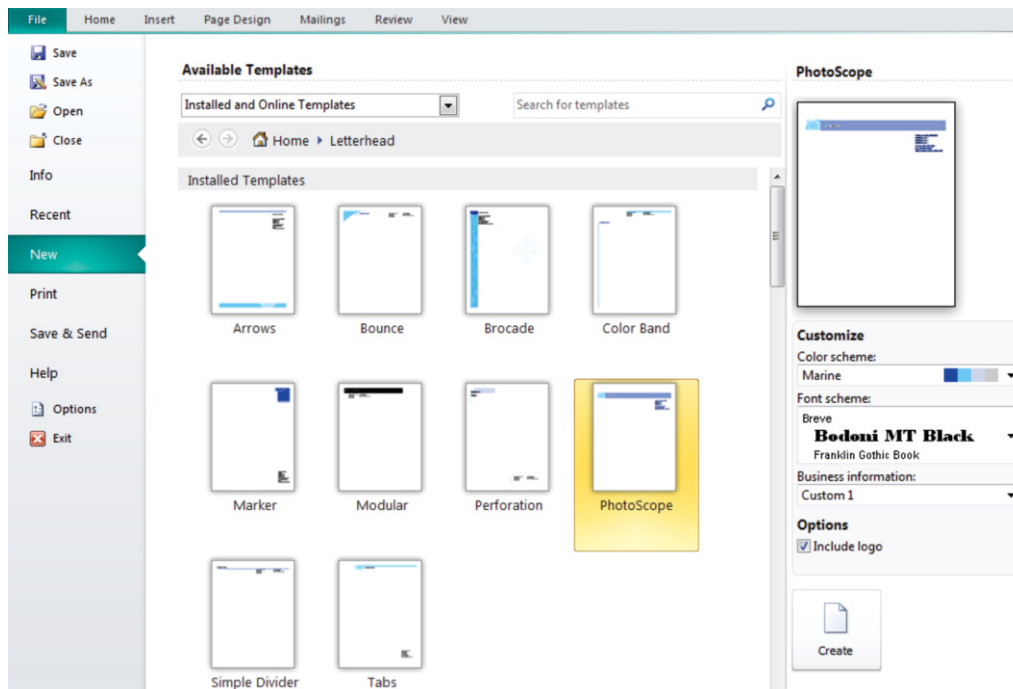 File Home Insert Page Design Mailings Review View
Save
Save As
Open
Close
Info
Recent
New
Print
Save & Send
Help
Options
Exit
Available Templates
Installed and Online Templates
Search for templates
Home Letterhead
Installed Templates
Arrows Bounce Brocade Color Band
Marker Modular Perforation PhotoScope
Simple Divider Tabs
PhotoScope
Customize
Color scheme:
Marine
Font scheme:
Breve
Bodoni MT Black
Franklin Gothic Book
Business information:
Custom 1
Options
Include logo
Create